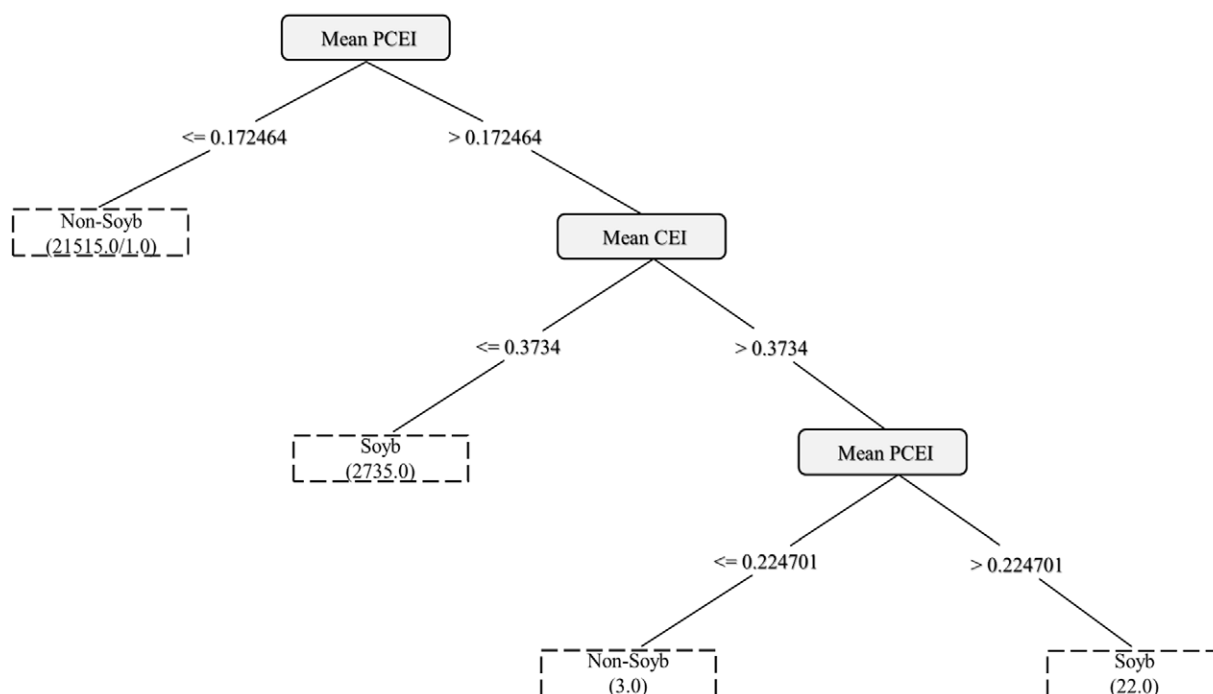 Mean PCEI
<= 0.172464
> 0.172464
Non-Soyb
(21515.0/1.0)
Mean CEI
<= 0.3734
> 0.3734
Soyb
(2735.0)
Mean PCEI
<= 0.224701
> 0.224701
Non-Soyb
(3.0)
Soyb
(22.0)